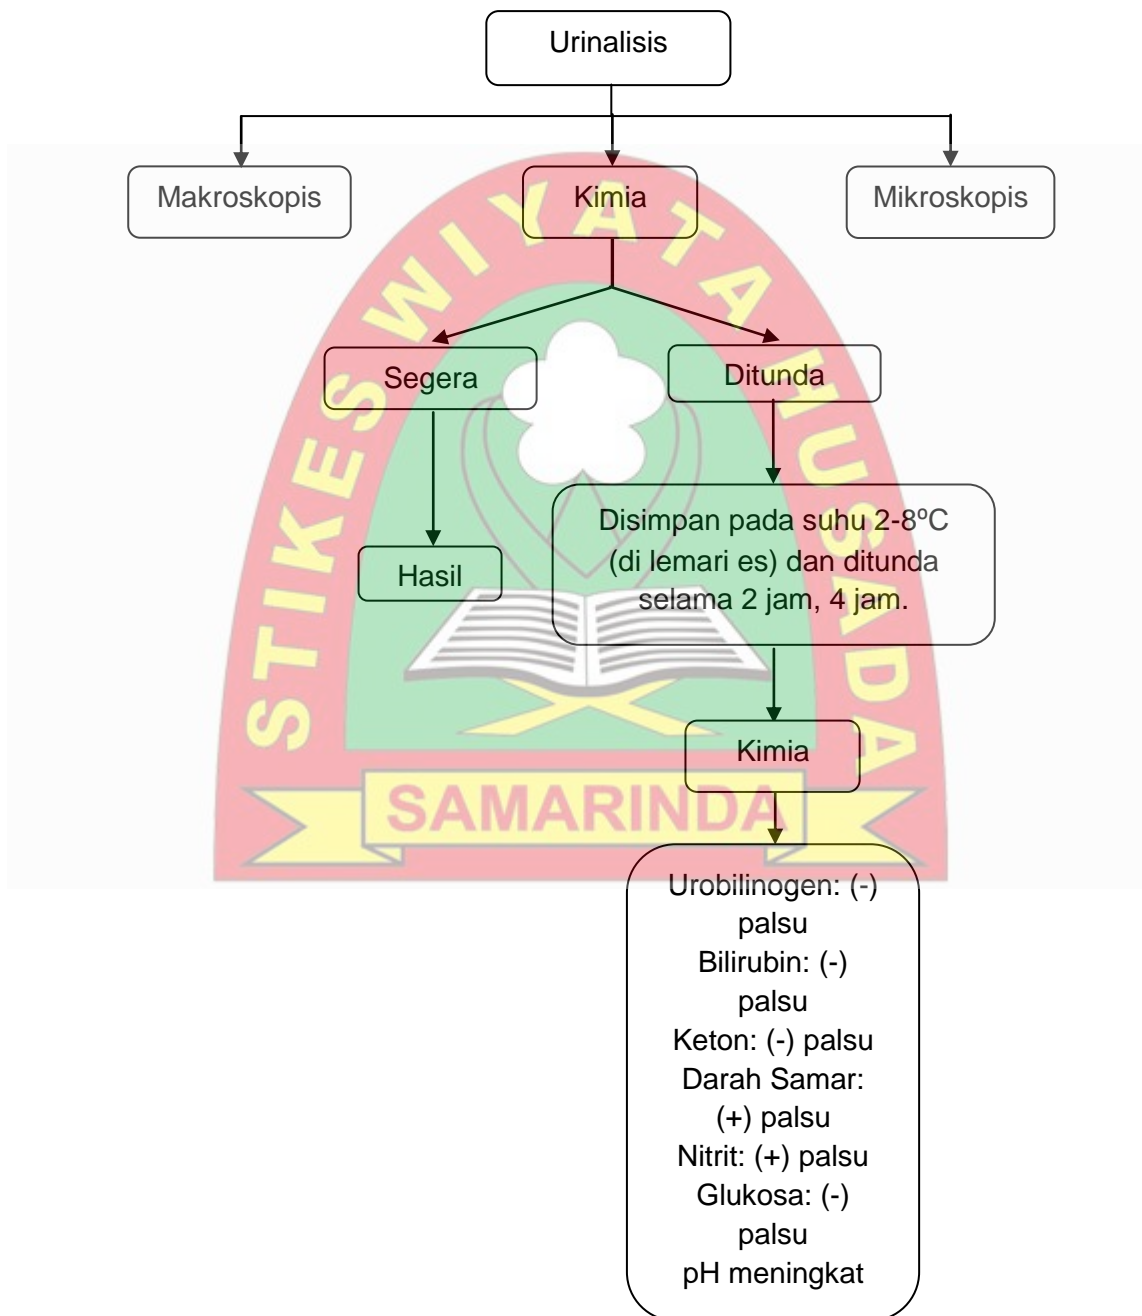 Urinalisis
Makroskopis
Kimia
Mikroskopis
STIKES WIYATA HUSADA
Segera
Ditunda
Disimpan pada suhu 2-8ºC
(di lemari es) dan ditunda
selama 2 jam, 4 jam.
Hasil
Kimia
SAMARINDA
Urobilinogen: (-)
palsu
Bilirubin: (-)
palsu
Keton: (-) palsu
Darah Samar:
(+) palsu
Nitrit: (+) palsu
Glukosa: (-)
palsu
pH meningkat